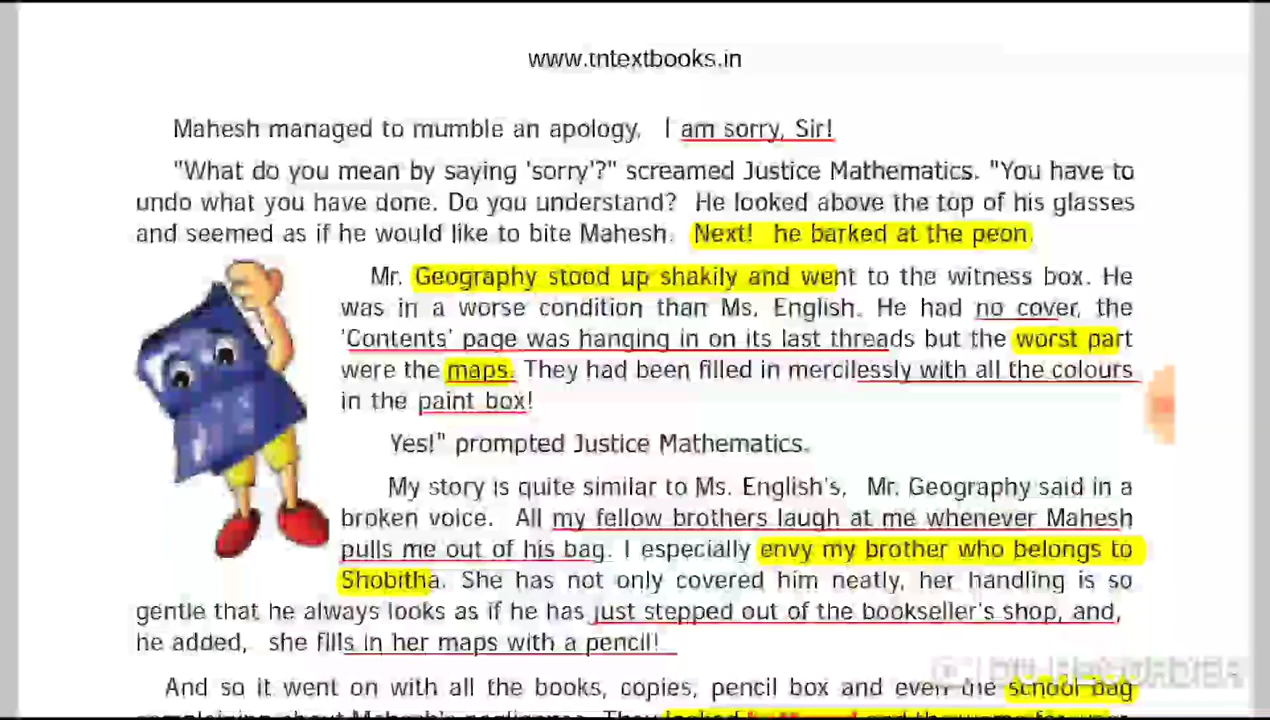 www.tntextbooks.in
Mahesh managed to mumble an apology, I am sorry, Sir!
"What do you mean by saying 'sorry'?" screamed Justice Mathematics. "You have to
undo what you have done. Do you understand? He looked above the top of his glasses
and seemed as if he would like to bite Mahesh. Next! he barked at the peon.
Mr. Geography stood up shakily and went to the witness box. He
was in a worse condition than Ms. English. He had no cover, the
'Contents' page was hanging in on its last threads but the worst part
were the maps. They had been filled in mercilessly with all the colours
in the paint box!
Yes!" prompted Justice Mathematics.
My story is quite similar to Ms. English's, Mr. Geography said in a
broken voice. All my fellow brothers laugh at me whenever Mahesh
pulls me out of his bag. I especially envy my brother who belongs to
Shobitha. She has not only covered him neatly, her handling is so
gentle that he always looks as if he has just stepped out of the bookseller's shop, and,
he added, she fills in her maps with a pencil!
And so it went on with all the books, copies, pencil box and even the school bag
complaining about Mahesh's negligence. They looked